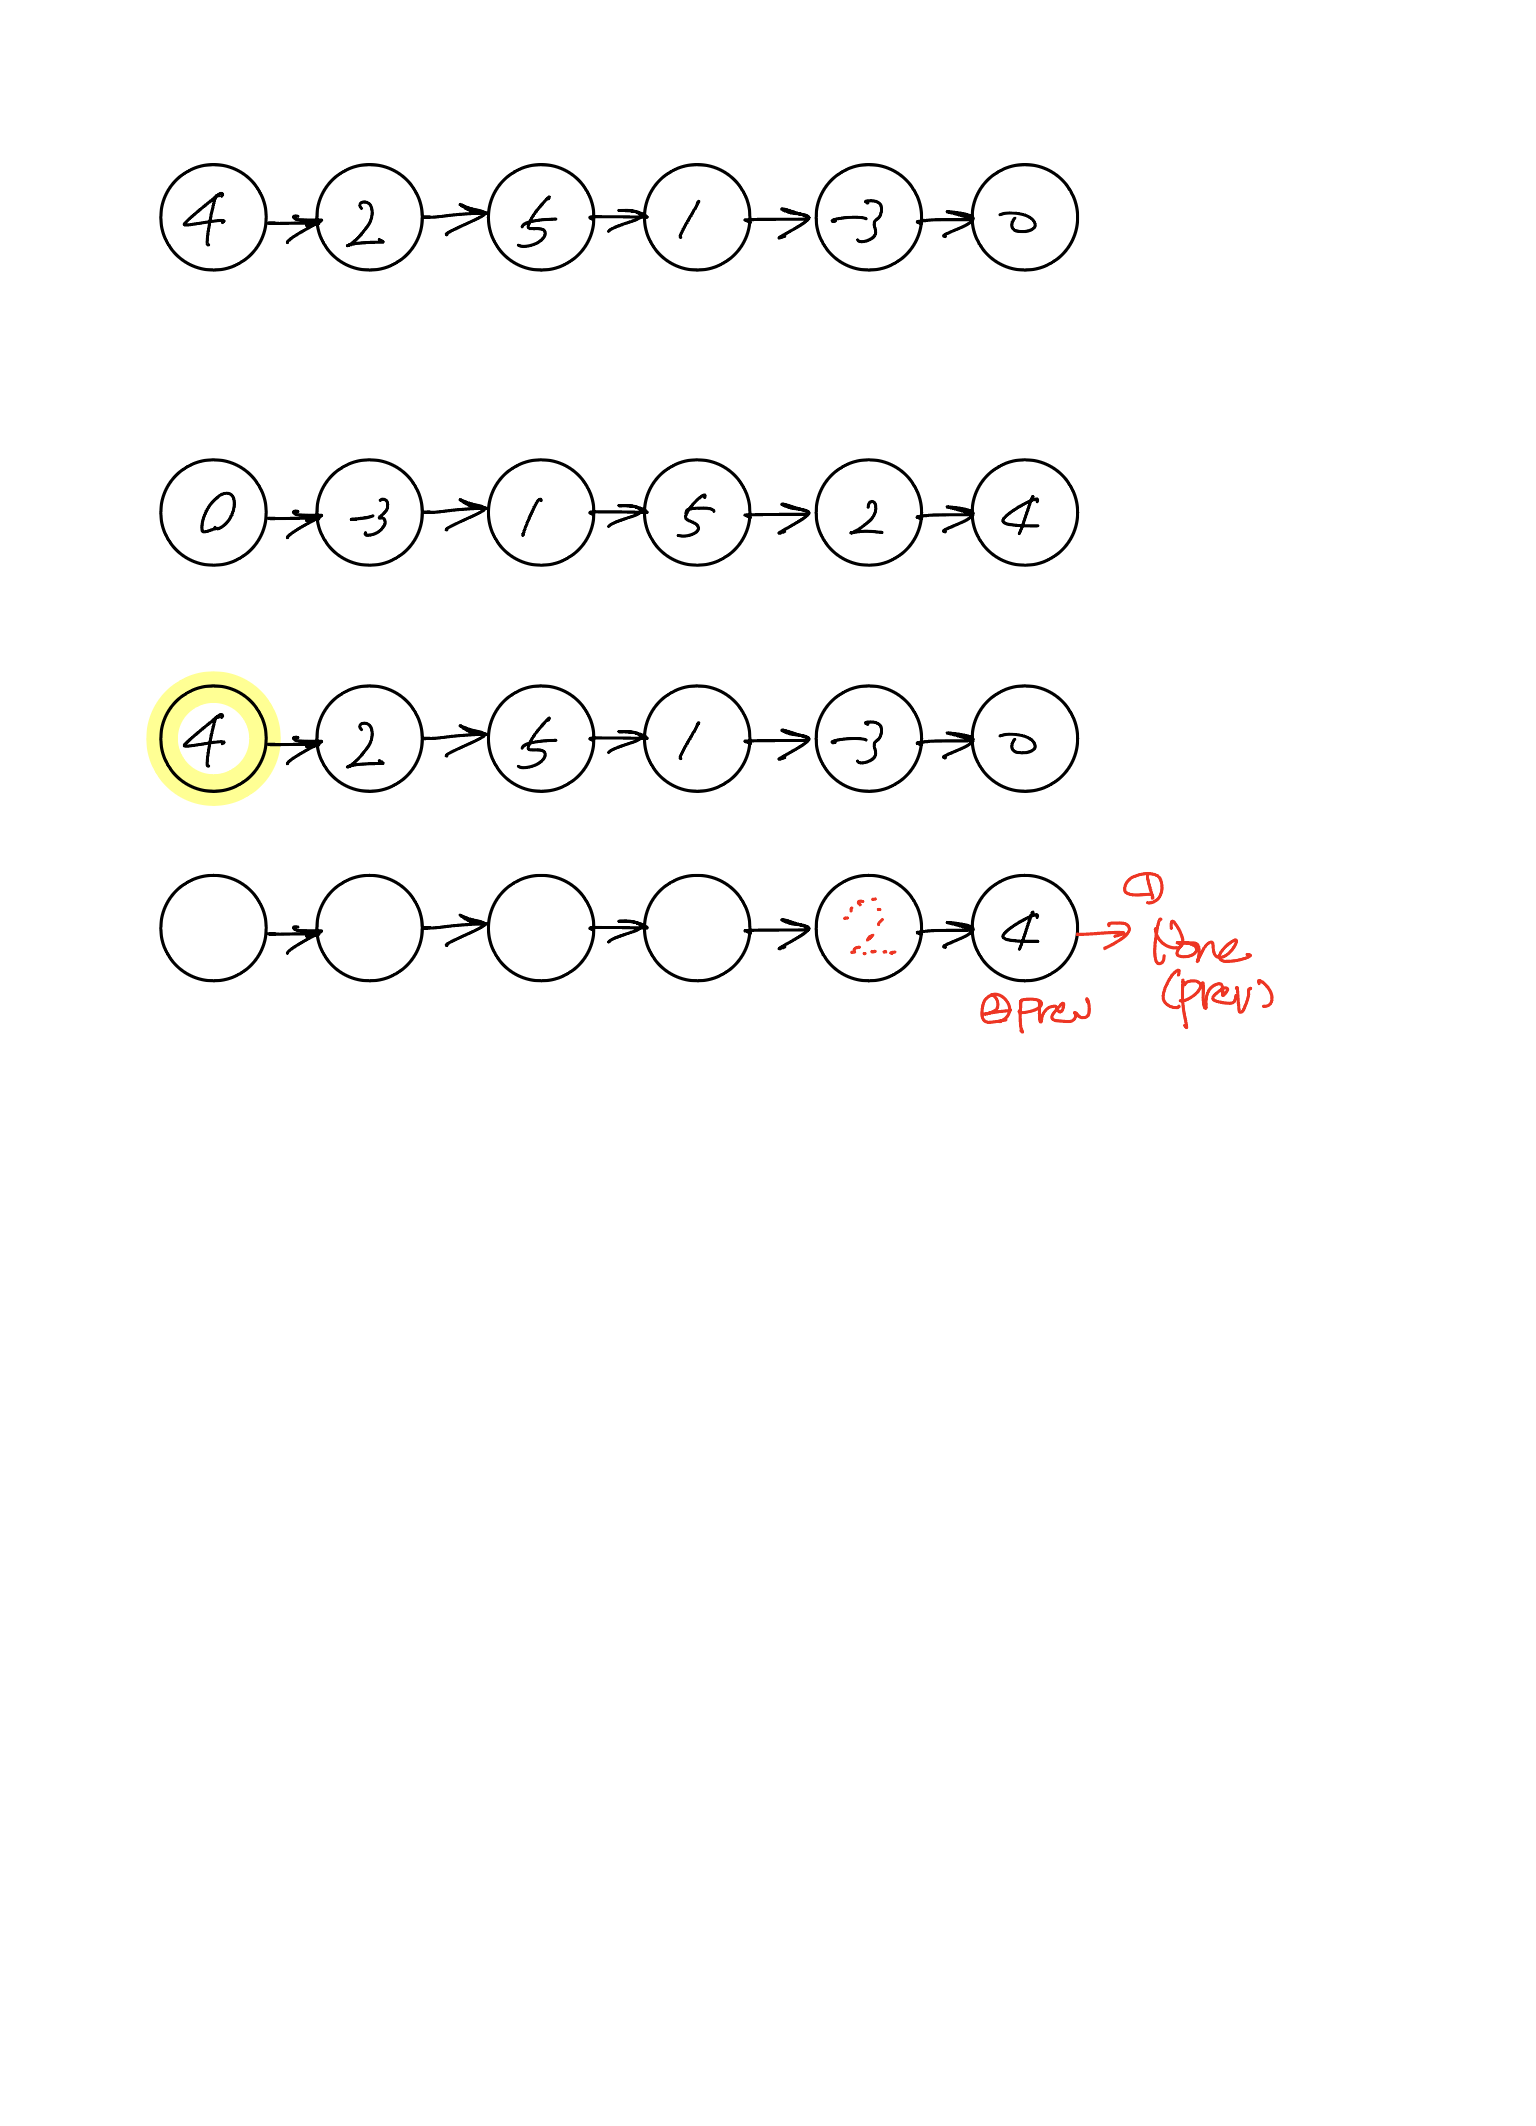 4 → 2 → 5 → 1 → -3 → 0
0 → -3 → 1 → 5 → 2 → 4
4 → 2 → 5 → 1 → -3 → 0
①
2 → 4 → None
(prev)
② prev